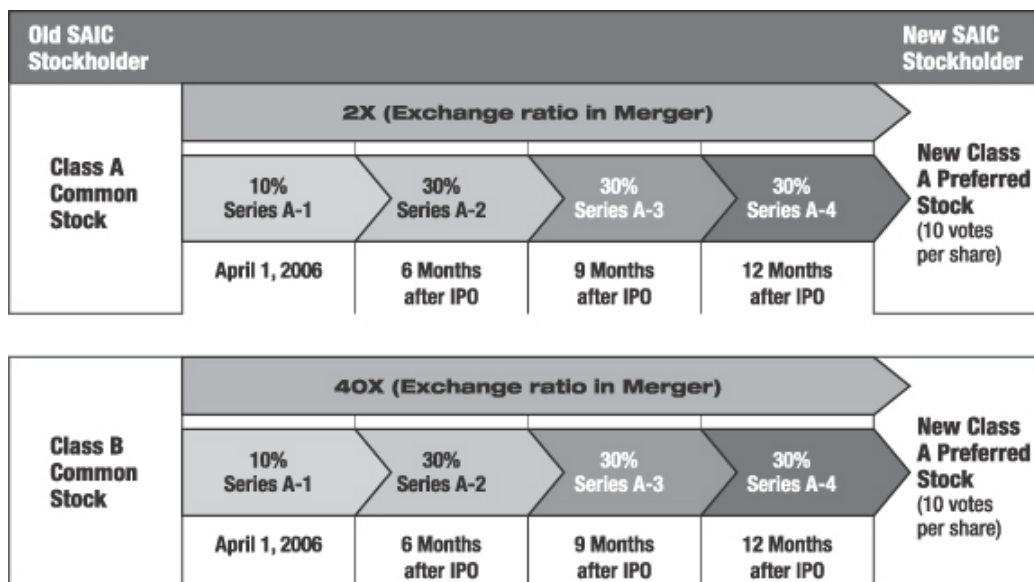 Old SAIC
Stockholder
New SAIC
Stockholder
2X (Exchange ratio in Merger)
Class A
Common
Stock
10%
Series A-1
30%
Series A-2
30%
Series A-3
30%
Series A-4
New Class
A Preferred
Stock
(10 votes
per share)
April 1, 2006
6 Months
after IPO
9 Months
after IPO
12 Months
after IPO
40X (Exchange ratio in Merger)
Class B
Common
Stock
10%
Series A-1
30%
Series A-2
30%
Series A-3
30%
Series A-4
New Class
A Preferred
Stock
(10 votes
per share)
April 1, 2006
6 Months
after IPO
9 Months
after IPO
12 Months
after IPO